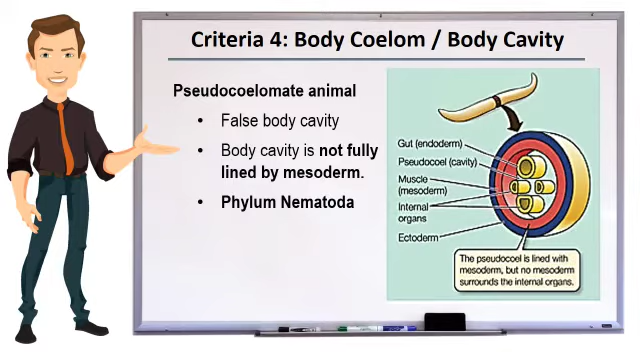 Criteria 4: Body Coelom / Body Cavity
Pseudocoelomate animal
• False body cavity
• Body cavity is not fully
lined by mesoderm.
• Phylum Nematoda
Gut (endoderm)
Pseudocoel (cavity)
Muscle
(mesoderm)
Internal
organs
Ectoderm
The pseudocoel is lined with
mesoderm, but no mesoderm
surrounds the internal organs.